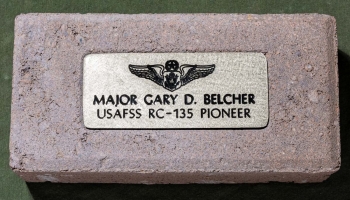 MAJOR GARY D. BELCHER
USAFSS RC-135 PIONEER